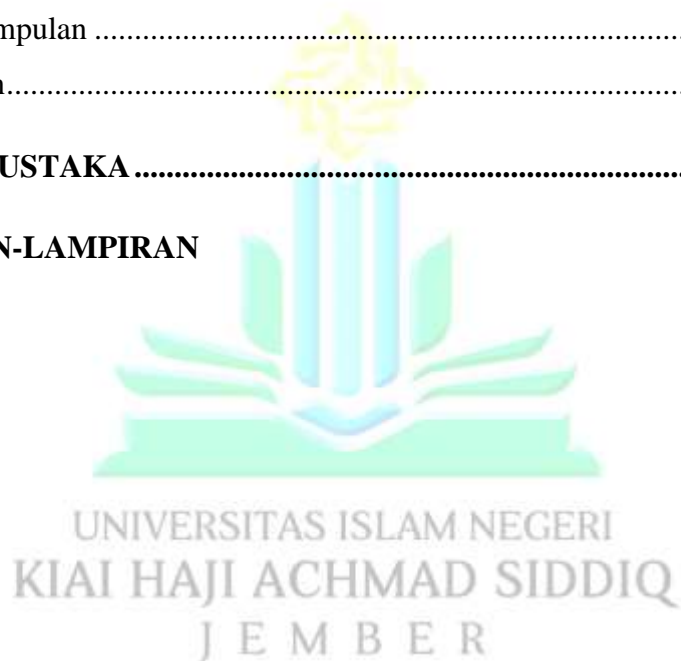 mpulan ..........................................................................
n.....................................................................................
USTAKA.....................................................................
N-LAMPIRAN
UNIVERSITAS ISLAM NEGERI
KIAI HAJI ACHMAD SIDDIQ
J E M B E R